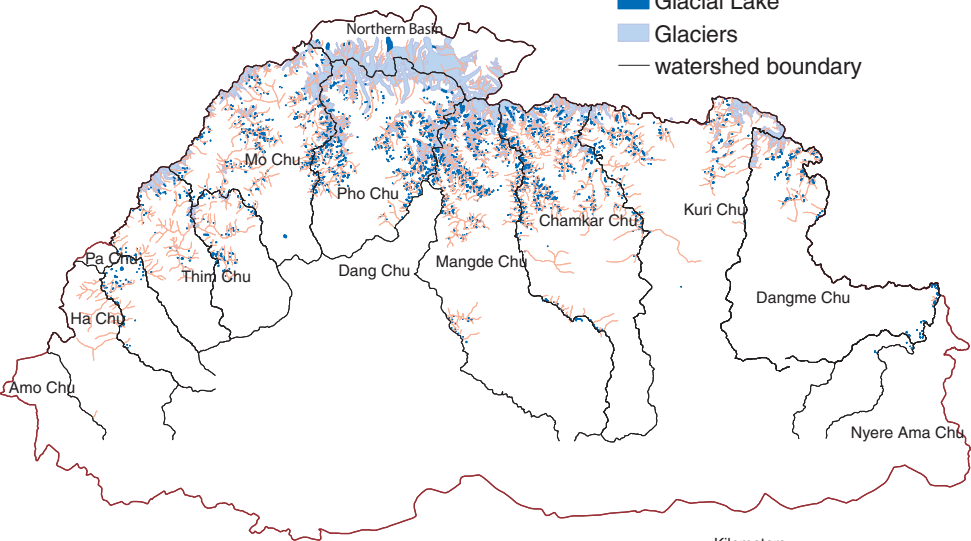 Glacial Lake
Glaciers
watershed boundary
Northern Basin
Mo Chu
Pho Chu
Chamkar Chu
Kuri Chu
Pa Chu
Thim Chu
Dang Chu
Mangde Chu
Dangme Chu
Ha Chu
Amo Chu
Nyere Ama Chu
Kilometers